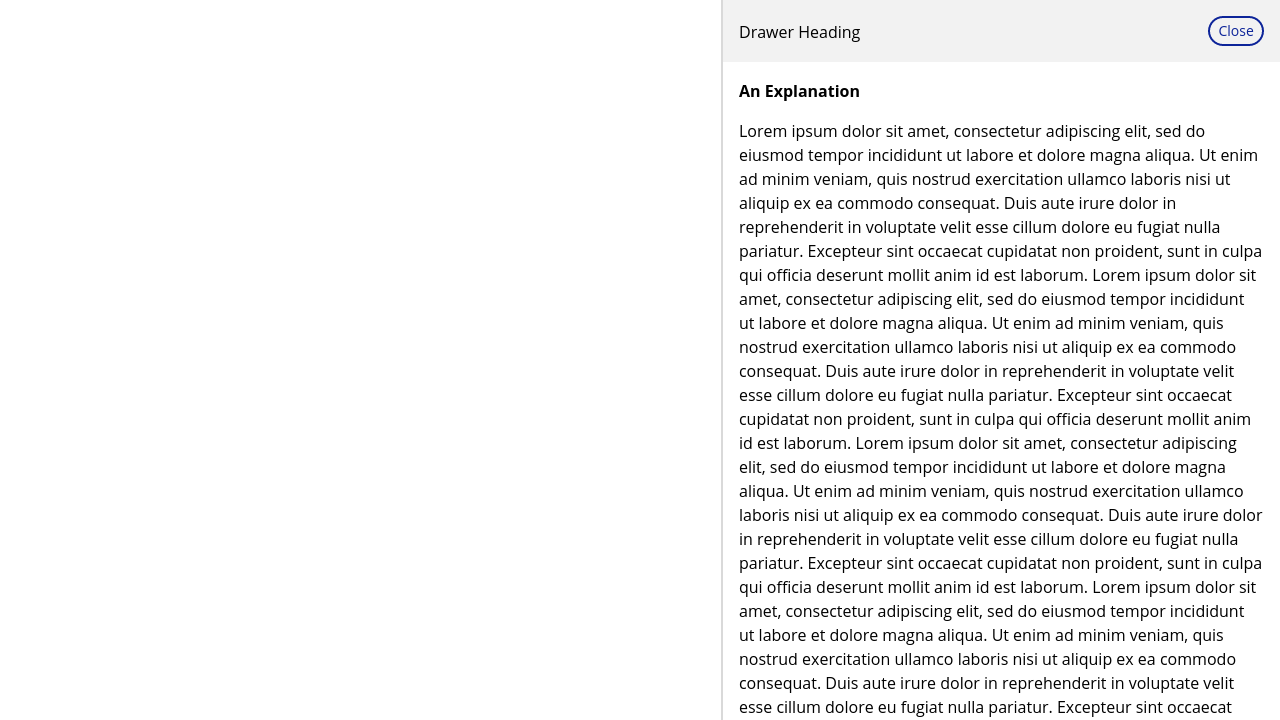 Drawer Heading
Close
An Explanation
Lorem ipsum dolor sit amet, consectetur adipiscing elit, sed do
eiusmod tempor incididunt ut labore et dolore magna aliqua. Ut enim
ad minim veniam, quis nostrud exercitation ullamco laboris nisi ut
aliquip ex ea commodo consequat. Duis aute irure dolor in
reprehenderit in voluptate velit esse cillum dolore eu fugiat nulla
pariatur. Excepteur sint occaecat cupidatat non proident, sunt in culpa
qui officia deserunt mollit anim id est laborum. Lorem ipsum dolor sit
amet, consectetur adipiscing elit, sed do eiusmod tempor incididunt
ut labore et dolore magna aliqua. Ut enim ad minim veniam, quis
nostrud exercitation ullamco laboris nisi ut aliquip ex ea commodo
consequat. Duis aute irure dolor in reprehenderit in voluptate velit
esse cillum dolore eu fugiat nulla pariatur. Excepteur sint occaecat
cupidatat non proident, sunt in culpa qui officia deserunt mollit anim
id est laborum. Lorem ipsum dolor sit amet, consectetur adipiscing
elit, sed do eiusmod tempor incididunt ut labore et dolore magna
aliqua. Ut enim ad minim veniam, quis nostrud exercitation ullamco
laboris nisi ut aliquip ex ea commodo consequat. Duis aute irure dolor
in reprehenderit in voluptate velit esse cillum dolore eu fugiat nulla
pariatur. Excepteur sint occaecat cupidatat non proident, sunt in culpa
qui officia deserunt mollit anim id est laborum. Lorem ipsum dolor sit
amet, consectetur adipiscing elit, sed do eiusmod tempor incididunt
ut labore et dolore magna aliqua. Ut enim ad minim veniam, quis
nostrud exercitation ullamco laboris nisi ut aliquip ex ea commodo
consequat. Duis aute irure dolor in reprehenderit in voluptate velit
esse cillum dolore eu fugiat nulla pariatur. Excepteur sint occaecat